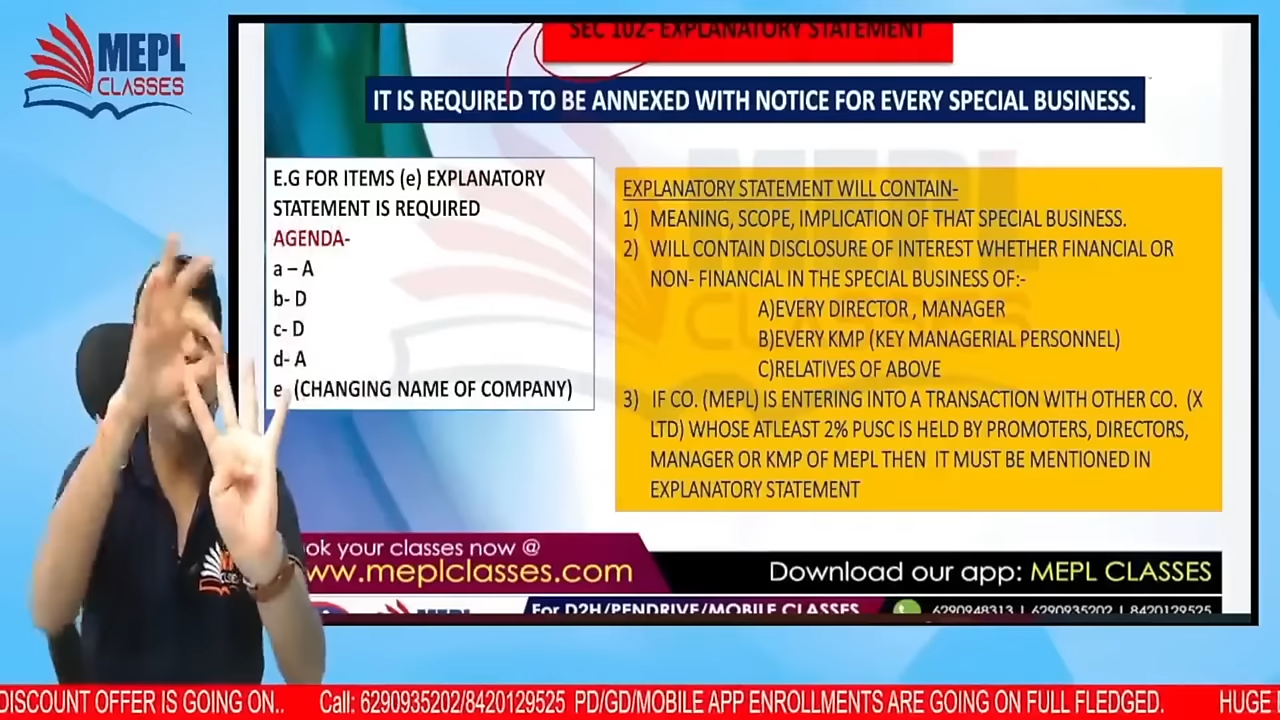 MEPL
CLASSES
SEC 102- EXPLANATORY STATEMENT
IT IS REQUIRED TO BE ANNEXED WITH NOTICE FOR EVERY SPECIAL BUSINESS.
E.G FOR ITEMS (e) EXPLANATORY
STATEMENT IS REQUIRED
AGENDA-
a – A
b- D
c- D
d- A
e (CHANGING NAME OF COMPANY)
EXPLANATORY STATEMENT WILL CONTAIN-
1) MEANING, SCOPE, IMPLICATION OF THAT SPECIAL BUSINESS.
2) WILL CONTAIN DISCLOSURE OF INTEREST WHETHER FINANCIAL OR
NON- FINANCIAL IN THE SPECIAL BUSINESS OF:-
A)EVERY DIRECTOR , MANAGER
B)EVERY KMP (KEY MANAGERIAL PERSONNEL)
C)RELATIVES OF ABOVE
3) IF CO. (MEPL) IS ENTERING INTO A TRANSACTION WITH OTHER CO. (X
LTD) WHOSE ATLEAST 2% PUSC IS HELD BY PROMOTERS, DIRECTORS,
MANAGER OR KMP OF MEPL THEN IT MUST BE MENTIONED IN
EXPLANATORY STATEMENT
ok your classes now @
www.meplclasses.com
Download our app: MEPL CLASSES
For D2H/PENDRIVE/MOBILE CLASSES
6290948313 | 6290935202 | 8420129525
DISCOUNT OFFER IS GOING ON.. Call: 6290935202/8420129525 PD/GD/MOBILE APP ENROLLMENTS ARE GOING ON FULL FLEDGED. HUGE